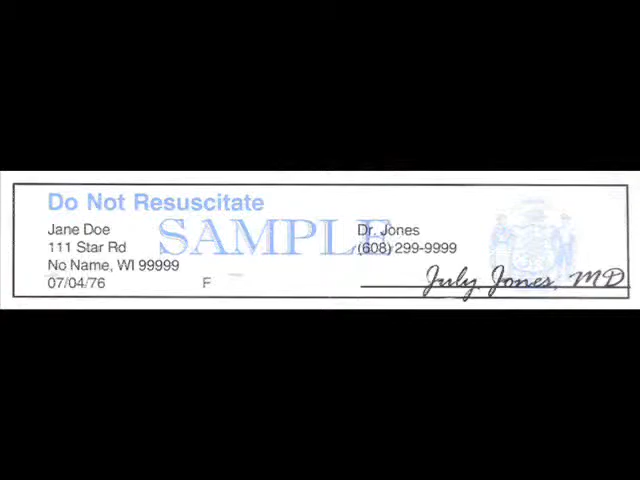 Do Not Resuscitate
SAMPLE
Jane Doe
111 Star Rd
No Name, WI 99999
07/04/76 F
Dr. Jones
(608) 299-9999
July Jones, MD